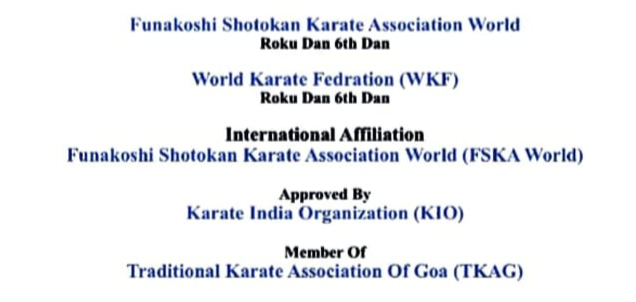 Funakoshi Shotokan Karate Association World
Roku Dan 6th Dan
World Karate Fedration (WKF)
Roku Dan 6th Dan
International Affiliation
Funakoshi Shotokan Karate Association World (FSKA World)
Approved By
Karate India Organization (KIO)
Member Of
Traditional Karate Association Of Goa (TKAG)